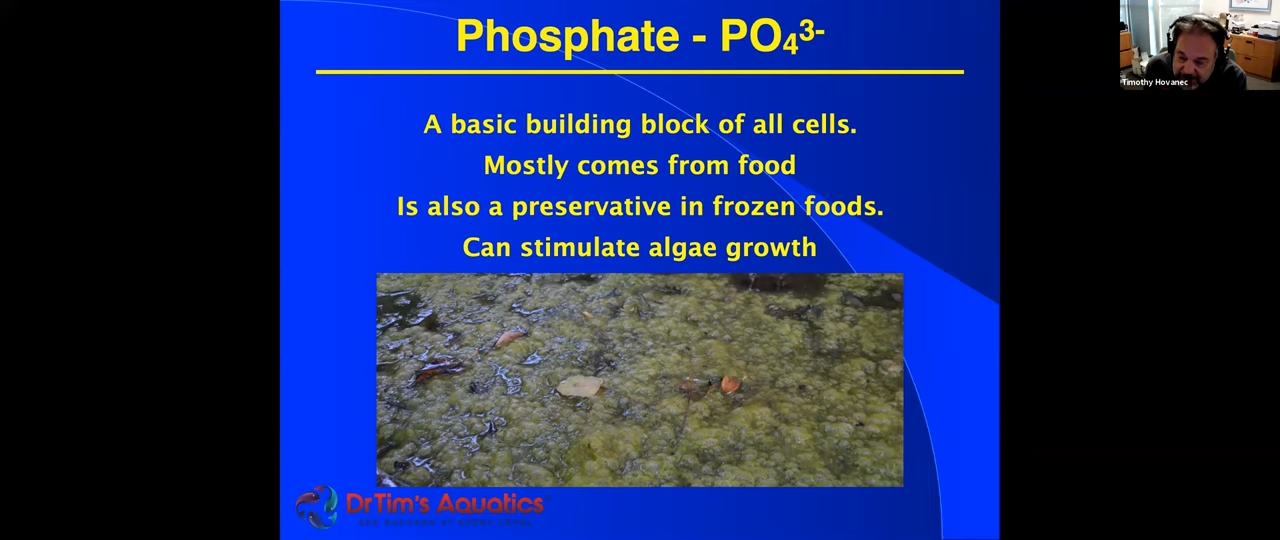 Phosphate - PO₄³⁻
Timothy Hovanec
A basic building block of all cells.
Mostly comes from food
Is also a preservative in frozen foods.
Can stimulate algae growth
DrTim's Aquatics